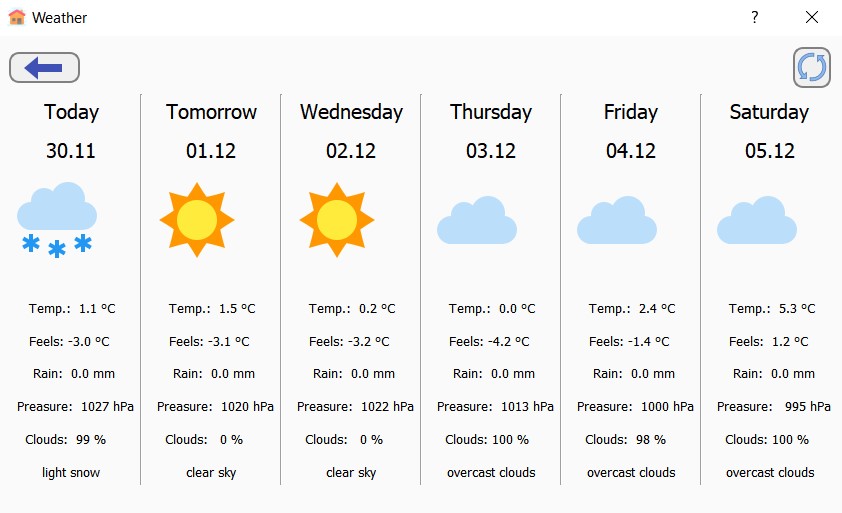 Weather
?
Today
30.11
Temp.: 1.1 °C
Feels: -3.0 °C
Rain: 0.0 mm
Preasure: 1027 hPa
Clouds: 99 %
light snow
Tomorrow
01.12
Temp.: 1.5 °C
Feels: -3.1 °C
Rain: 0.0 mm
Preasure: 1020 hPa
Clouds: 0 %
clear sky
Wednesday
02.12
Temp.: 0.2 °C
Feels: -3.2 °C
Rain: 0.0 mm
Preasure: 1022 hPa
Clouds: 0 %
clear sky
Thursday
03.12
Temp.: 0.0 °C
Feels: -4.2 °C
Rain: 0.0 mm
Preasure: 1013 hPa
Clouds: 100 %
overcast clouds
Friday
04.12
Temp.: 2.4 °C
Feels: -1.4 °C
Rain: 0.0 mm
Preasure: 1000 hPa
Clouds: 98 %
overcast clouds
Saturday
05.12
Temp.: 5.3 °C
Feels: 1.2 °C
Rain: 0.0 mm
Preasure: 995 hPa
Clouds: 100 %
overcast clouds